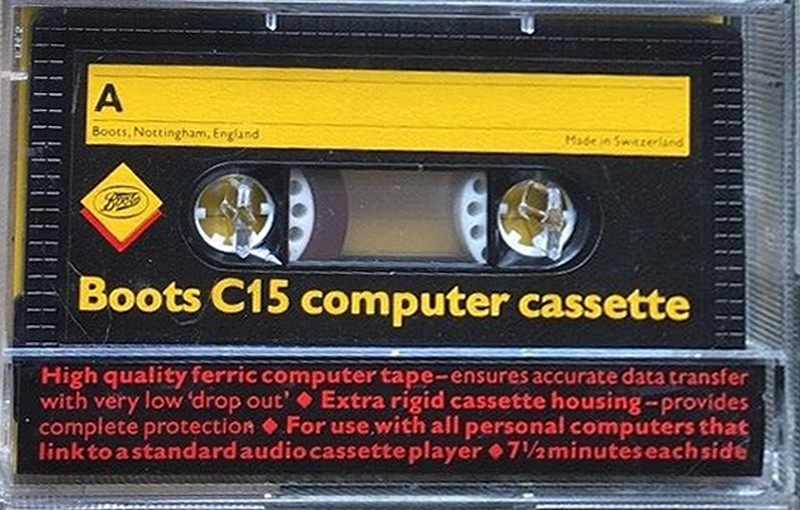 A
Boots, Nottingham, England
Made in Switzerland
Boots
Boots C15 computer cassette
High quality ferric computer tape–ensures accurate data transfer
with very low ‘drop out’ ◆ Extra rigid cassette housing–provides
complete protection ◆ For use with all personal computers that
link to a standard audio cassette player ◆ 7½ minutes each side